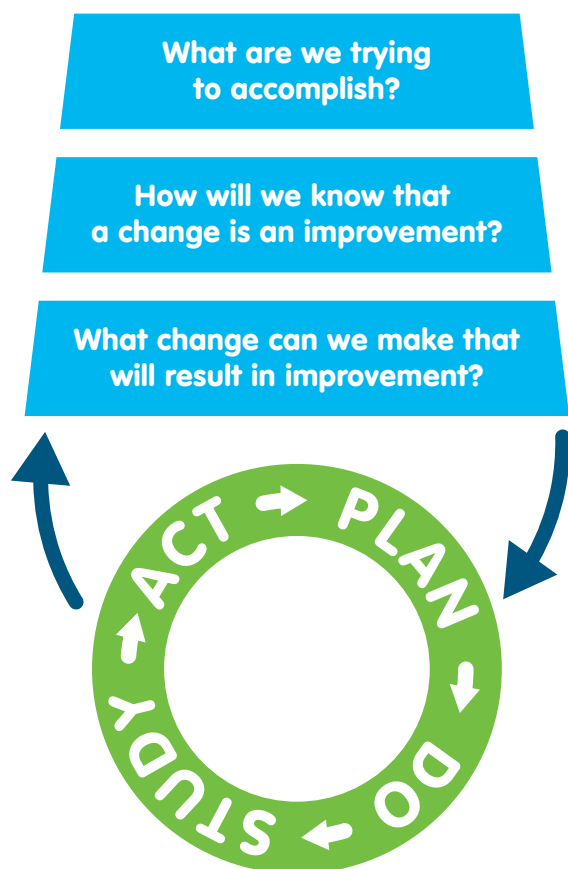 What are we trying
to accomplish?
How will we know that
a change is an improvement?
What change can we make that
will result in improvement?
PLAN
DO
STUDY
ACT